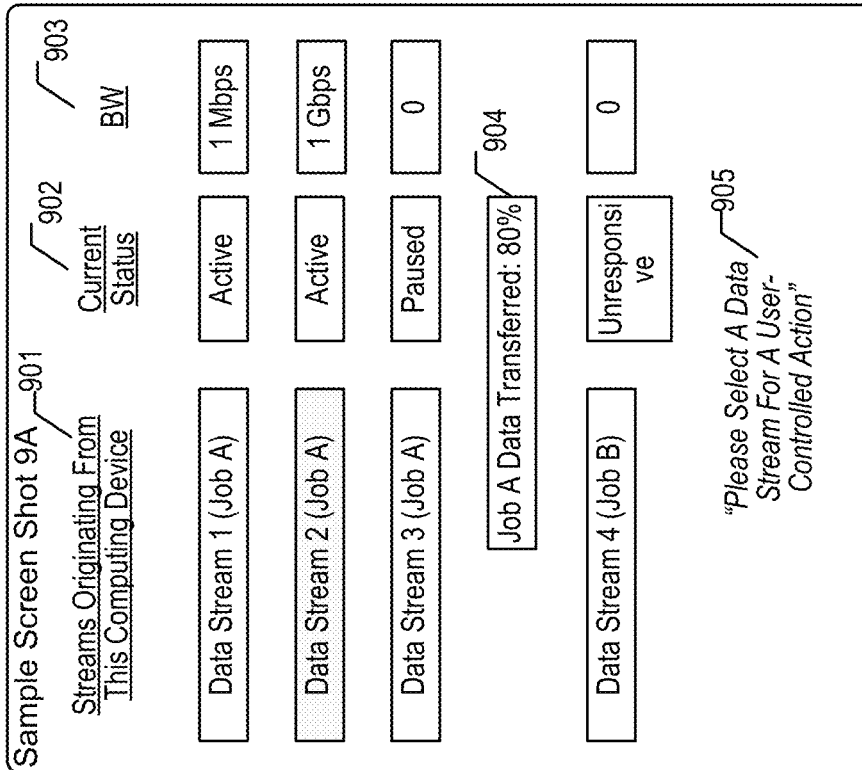 Sample Screen Shot 9A
901
902
903
Streams Originating From
This Computing Device
Current
Status
BW
Data Stream 1 (Job A)
Active
1 Mbps
Data Stream 2 (Job A)
Active
1 Gbps
Data Stream 3 (Job A)
Paused
0
Job A Data Transferred: 80%
904
Data Stream 4 (Job B)
Unresponsi
ve
0
905
"Please Select A Data
Stream For A User-
Controlled Action"